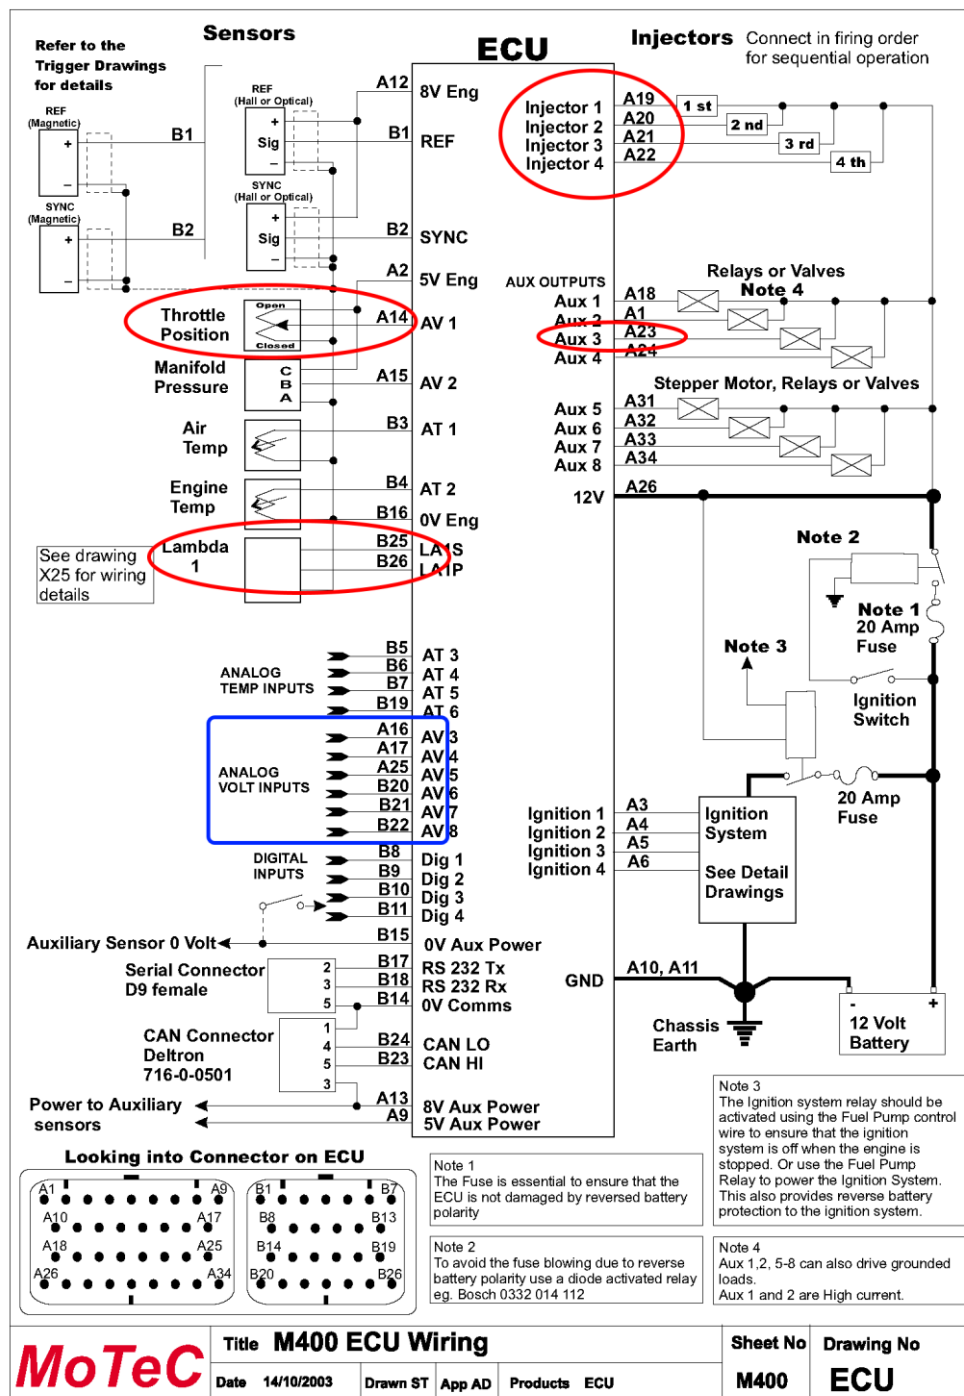 Sensors
ECU
Injectors Connect in firing order
for sequential operation
Refer to the
Trigger Drawings
for details
REF
(Magnetic)
+
–
B1
SYNC
(Magnetic)
+
–
B2
REF
(Hall or Optical)
+
Sig
–
SYNC
(Hall or Optical)
+
Sig
–
A12 8V Eng
B1 REF
B2 SYNC
A2 5V Eng
Throttle
Position
Open
Closed
A14 AV 1
Manifold
Pressure
C
B
A
A15 AV 2
Air
Temp
B3 AT 1
Engine
Temp
B4 AT 2
B16 0V Eng
See drawing
X25 for wiring
details
Lambda
1
B25 LA1S
B26 LA1P
ANALOG
TEMP INPUTS
B5 AT 3
B6 AT 4
B7 AT 5
B19 AT 6
ANALOG
VOLT INPUTS
A16 AV 3
A17 AV 4
A25 AV 5
B20 AV 6
B21 AV 7
B22 AV 8
DIGITAL
INPUTS
B8 Dig 1
B9 Dig 2
B10 Dig 3
B11 Dig 4
Auxiliary Sensor 0 Volt
B15 0V Aux Power
Serial Connector
D9 female
2 B17 RS 232 Tx
3 B18 RS 232 Rx
5 B14 0V Comms
CAN Connector
Deltron
716-0-0501
1
4 B24 CAN LO
5 B23 CAN HI
3
Power to Auxiliary
sensors
A13 8V Aux Power
A9 5V Aux Power
Injector 1 A19 1 st
Injector 2 A20 2 nd
Injector 3 A21 3 rd
Injector 4 A22 4 th
AUX OUTPUTS
Relays or Valves
Note 4
Aux 1 A18
Aux 2 A1
Aux 3 A23
Aux 4 A24
Stepper Motor, Relays or Valves
Aux 5 A31
Aux 6 A32
Aux 7 A33
Aux 8 A34
12V A26
Note 2
Note 1
20 Amp
Fuse
Note 3
Ignition
Switch
20 Amp
Fuse
Ignition 1 A3
Ignition 2 A4
Ignition 3 A5
Ignition 4 A6
Ignition
System
See Detail
Drawings
GND A10, A11
Chassis
Earth
- +
12 Volt
Battery
Looking into Connector on ECU
A1 A9 B1 B7
A10 A17 B8 B13
A18 A25 B14 B19
A26 A34 B20 B26
Note 1
The Fuse is essential to ensure that the
ECU is not damaged by reversed battery
polarity
Note 2
To avoid the fuse blowing due to reverse
battery polarity use a diode activated relay
eg. Bosch 0332 014 112
Note 3
The Ignition system relay should be
activated using the Fuel Pump control
wire to ensure that the ignition
system is off when the engine is
stopped. Or use the Fuel Pump
Relay to power the Ignition System.
This also provides reverse battery
protection to the ignition system.
Note 4
Aux 1,2, 5-8 can also drive grounded
loads.
Aux 1 and 2 are High current.
MoTeC
Title M400 ECU Wiring
Date 14/10/2003 Drawn ST App AD Products ECU
Sheet No
M400
Drawing No
ECU